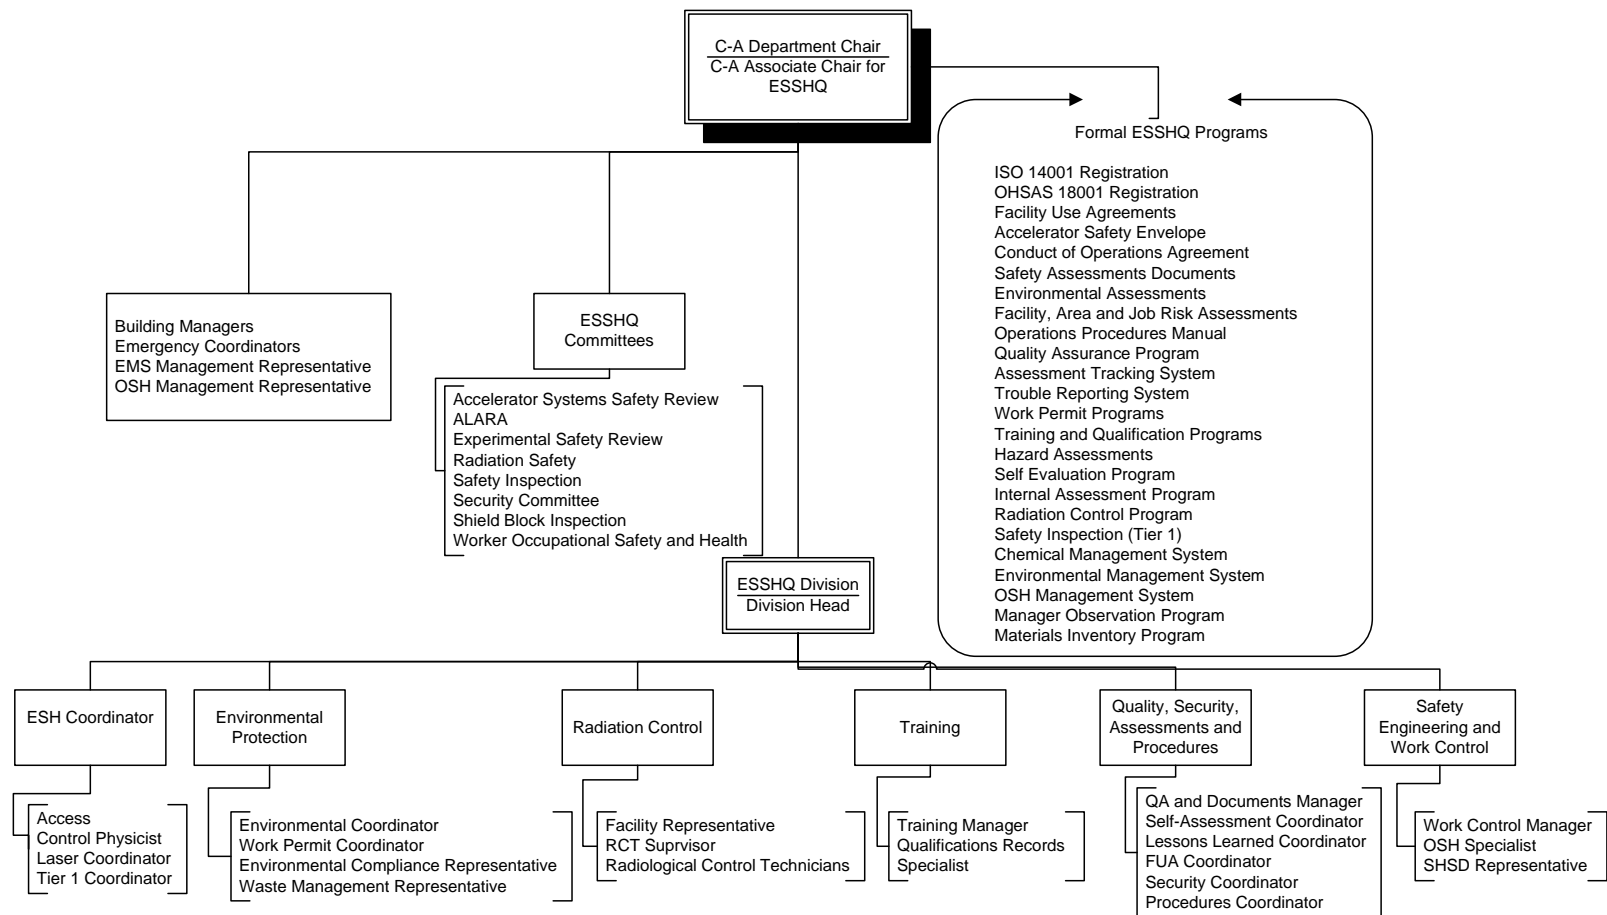 C-A Department Chair
C-A Associate Chair for
ESSHQ
Formal ESSHQ Programs
ISO 14001 Registration
OHSAS 18001 Registration
Facility Use Agreements
Accelerator Safety Envelope
Conduct of Operations Agreement
Safety Assessments Documents
Environmental Assessments
Facility, Area and Job Risk Assessments
Operations Procedures Manual
Quality Assurance Program
Assessment Tracking System
Trouble Reporting System
Work Permit Programs
Training and Qualification Programs
Hazard Assessments
Self Evaluation Program
Internal Assessment Program
Radiation Control Program
Safety Inspection (Tier 1)
Chemical Management System
Environmental Management System
OSH Management System
Manager Observation Program
Materials Inventory Program
Building Managers
Emergency Coordinators
EMS Management Representative
OSH Management Representative
ESSHQ
Committees
Accelerator Systems Safety Review
ALARA
Experimental Safety Review
Radiation Safety
Safety Inspection
Security Committee
Shield Block Inspection
Worker Occupational Safety and Health
ESSHQ Division
Division Head
ESH Coordinator
Access
Control Physicist
Laser Coordinator
Tier 1 Coordinator
Environmental
Protection
Environmental Coordinator
Work Permit Coordinator
Environmental Compliance Representative
Waste Management Representative
Radiation Control
Facility Representative
RCT Suprvisor
Radiological Control Technicians
Training
Training Manager
Qualifications Records
Specialist
Quality, Security,
Assessments and
Procedures
QA and Documents Manager
Self-Assessment Coordinator
Lessons Learned Coordinator
FUA Coordinator
Security Coordinator
Procedures Coordinator
Safety
Engineering and
Work Control
Work Control Manager
OSH Specialist
SHSD Representative